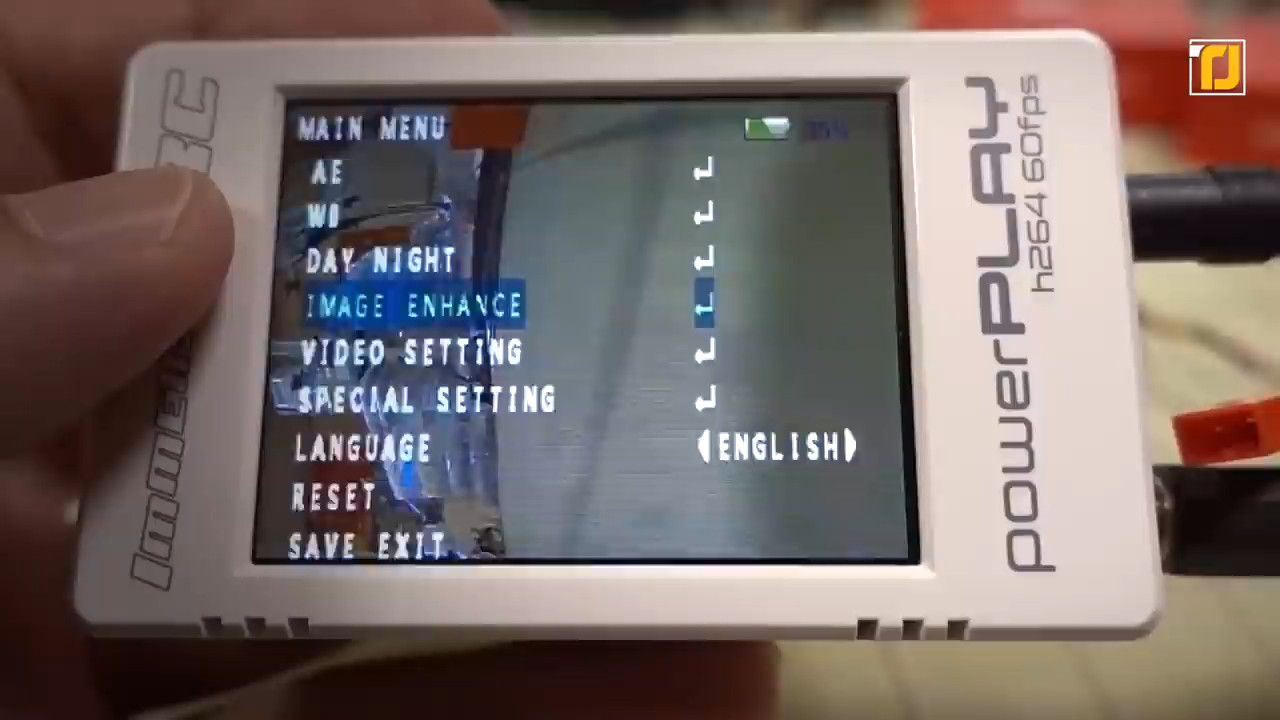 MAIN MENU
AE
WB
DAY NIGHT
IMAGE ENHANCE
VIDEO SETTING
SPECIAL SETTING
LANGUAGE ENGLISH
RESET
SAVE EXIT
powerPLAY
h264 60fps